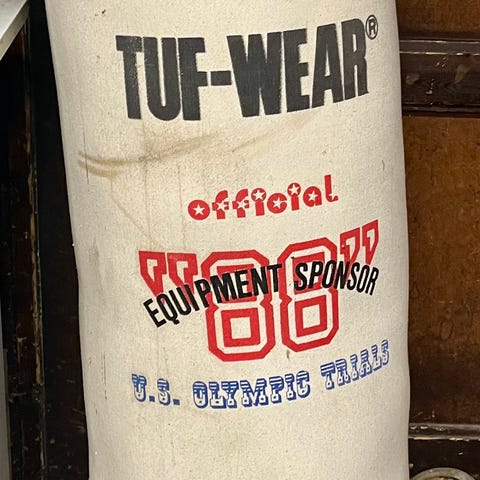 TUF-WEAR®
official
"88"
EQUIPMENT SPONSOR
U.S. OLYMPIC TRIALS